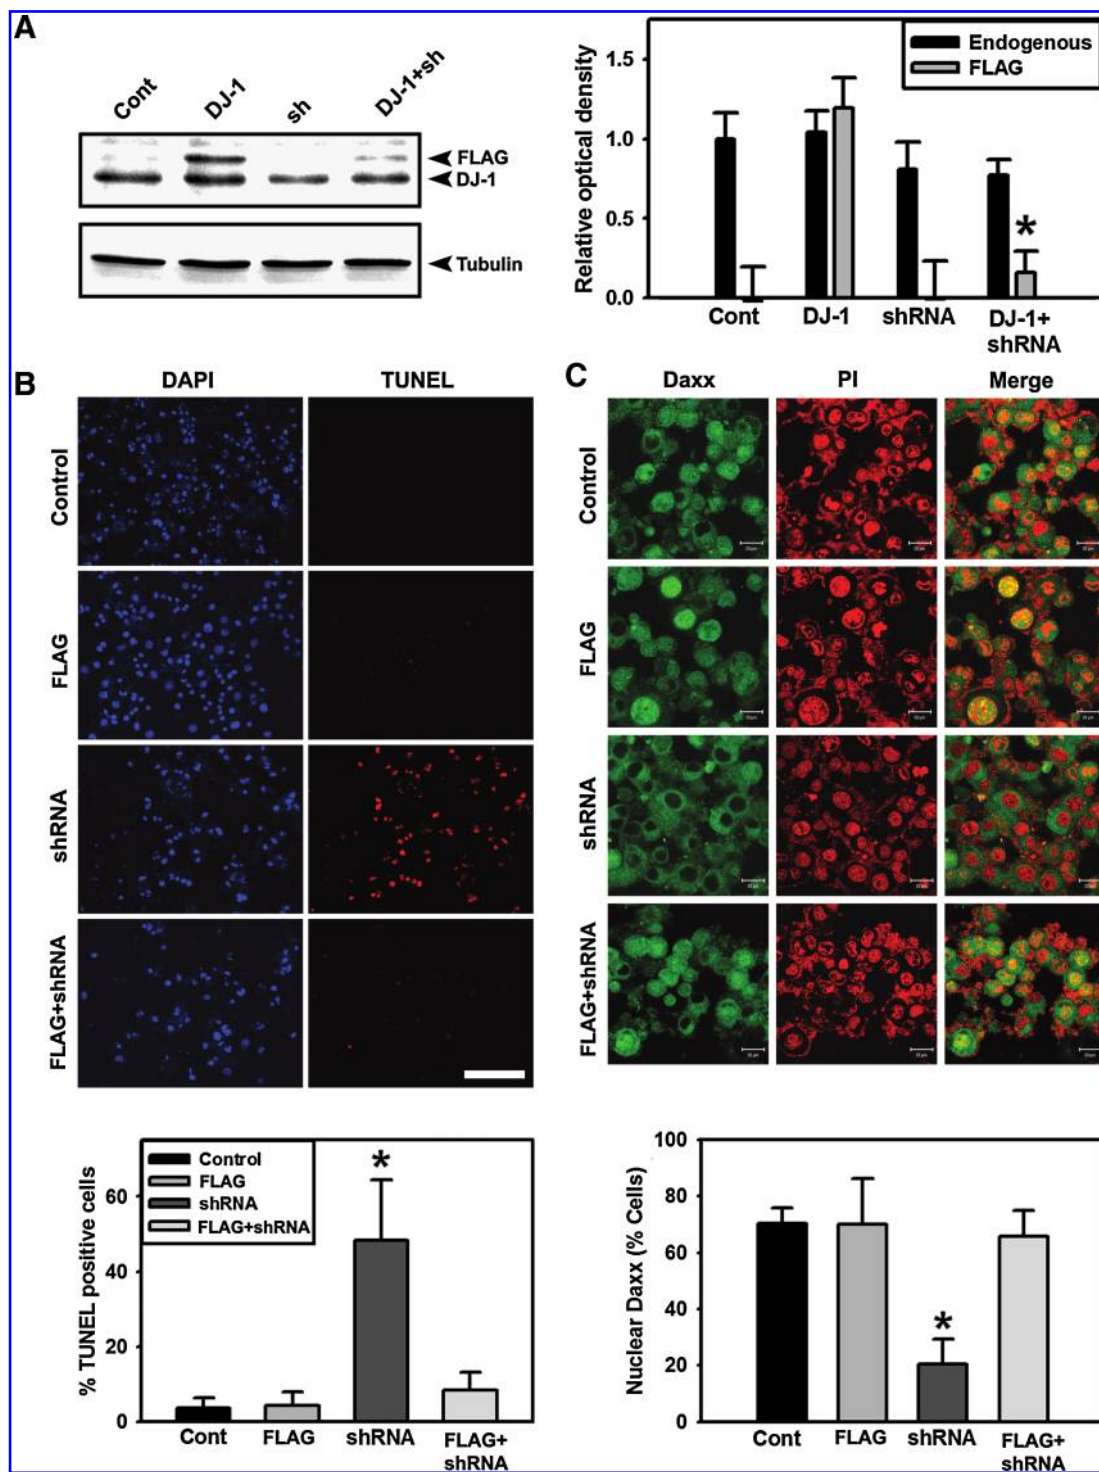 A
Cont
DJ-1
sh
DJ-1+sh
FLAG
DJ-1
Tubulin
Relative optical density
1.5
1.0
0.5
0.0
Endogenous
FLAG
*
Cont
DJ-1
shRNA
DJ-1+
shRNA
B
DAPI
TUNEL
Control
FLAG
shRNA
FLAG+shRNA
C
Daxx
PI
Merge
Control
FLAG
shRNA
FLAG+shRNA
% TUNEL positive cells
60
40
20
0
Control
FLAG
shRNA
FLAG+shRNA
*
Cont
FLAG
shRNA
FLAG+
shRNA
Nuclear Daxx (% Cells)
100
80
60
40
20
0
*
Cont
FLAG
shRNA
FLAG+
shRNA